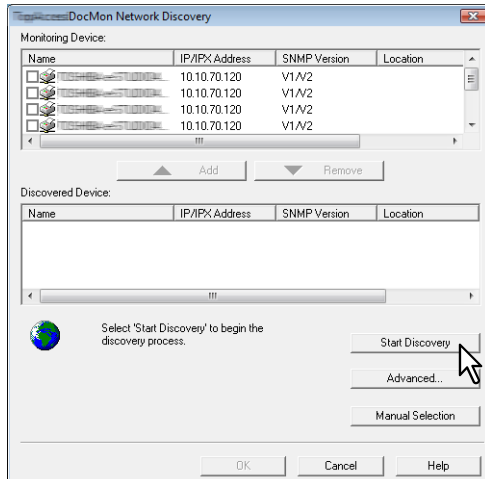 DocMon Network Discovery
Monitoring Device:
Name IP/IPX Address SNMP Version Location
10.10.70.120 V1/V2
10.10.70.120 V1/V2
10.10.70.120 V1/V2
10.10.70.120 V1/V2
Add Remove
Discovered Device:
Name IP/IPX Address SNMP Version Location
Select 'Start Discovery' to begin the
discovery process.
Start Discovery
Advanced...
Manual Selection
OK Cancel Help